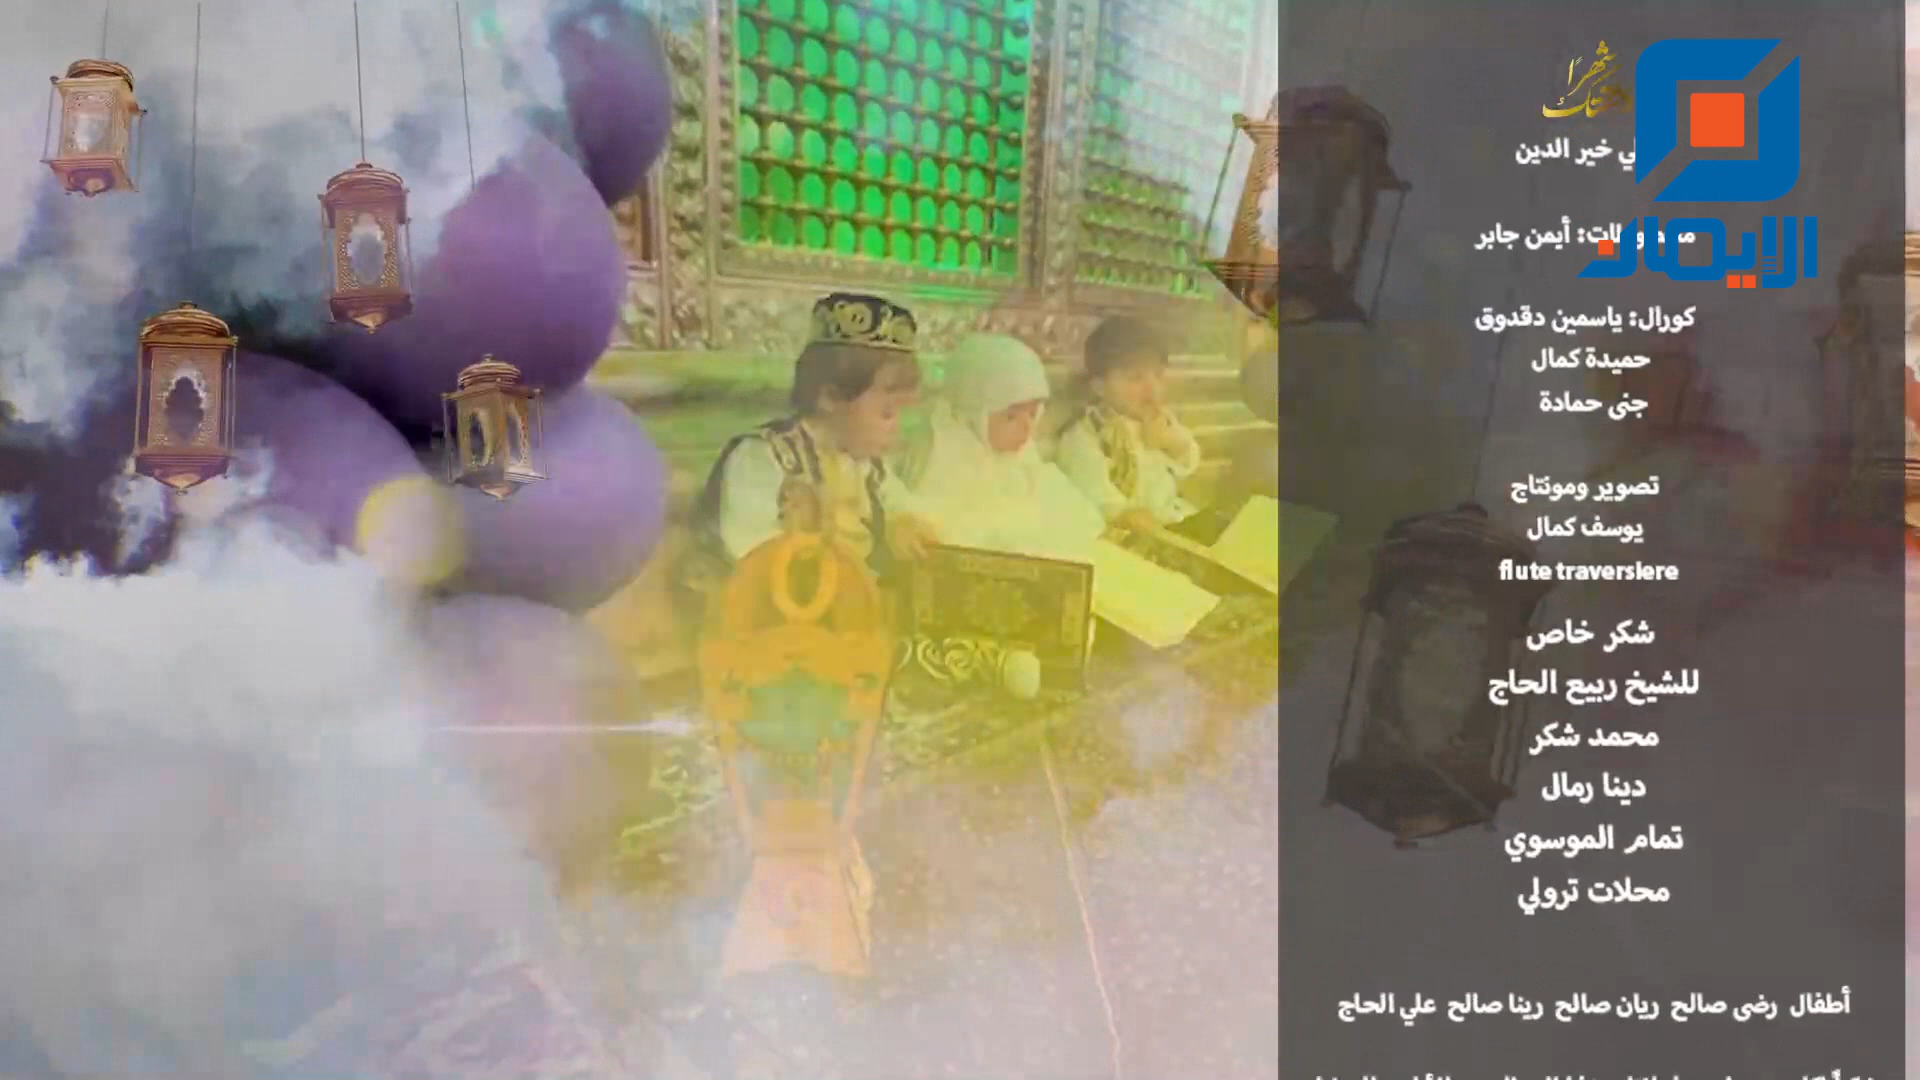 شهرًا
الايمان
خير الدين
أيمن جابر
كورال: ياسمين دقدوق
حميدة كمال
جنى حمادة
تصوير ومونتاج
يوسف كمال
flute traversiere
شكر خاص
للشيخ ربيع الحاج
محمد شكر
دينا رمال
تمام الموسوي
محلات ترولي
أطفال رضى صالح ريان صالح رينا صالح علي الحاج